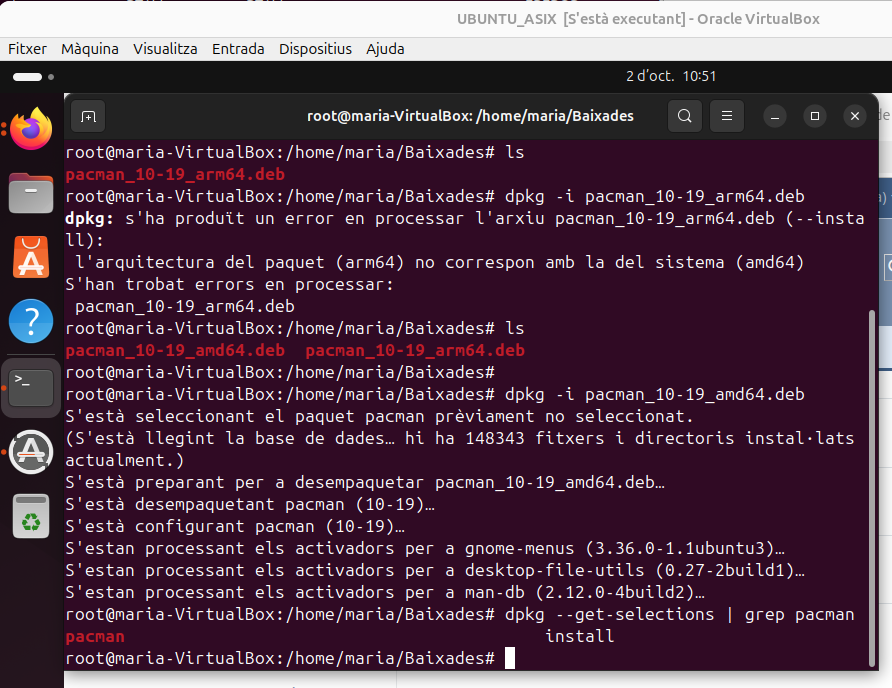 UBUNTU_ASIX [S'està executant] - Oracle VirtualBox
Fitxer Màquina Visualitza Entrada Dispositius Ajuda
2 d'oct. 10:51
root@maria-VirtualBox: /home/maria/Baixades
root@maria-VirtualBox:/home/maria/Baixades# ls
pacman_10-19_arm64.deb
root@maria-VirtualBox:/home/maria/Baixades# dpkg -i pacman_10-19_arm64.deb
dpkg: s'ha produït un error en processar l'arxiu pacman_10-19_arm64.deb (--insta
ll):
 l'arquitectura del paquet (arm64) no correspon amb la del sistema (amd64)
S'han trobat errors en processar:
 pacman_10-19_arm64.deb
root@maria-VirtualBox:/home/maria/Baixades# ls
pacman_10-19_amd64.deb  pacman_10-19_arm64.deb
root@maria-VirtualBox:/home/maria/Baixades#
root@maria-VirtualBox:/home/maria/Baixades# dpkg -i pacman_10-19_amd64.deb
S'està seleccionant el paquet pacman prèviament no seleccionat.
(S'està llegint la base de dades… hi ha 148343 fitxers i directoris instal·lats
actualment.)
S'està preparant per a desempaquetar pacman_10-19_amd64.deb…
S'està desempaquetant pacman (10-19)…
S'està configurant pacman (10-19)…
S'estan processant els activadors per a gnome-menus (3.36.0-1.1ubuntu3)…
S'estan processant els activadors per a desktop-file-utils (0.27-2build1)…
S'estan processant els activadors per a man-db (2.12.0-4build2)…
root@maria-VirtualBox:/home/maria/Baixades# dpkg --get-selections | grep pacman
pacman                                          install
root@maria-VirtualBox:/home/maria/Baixades#